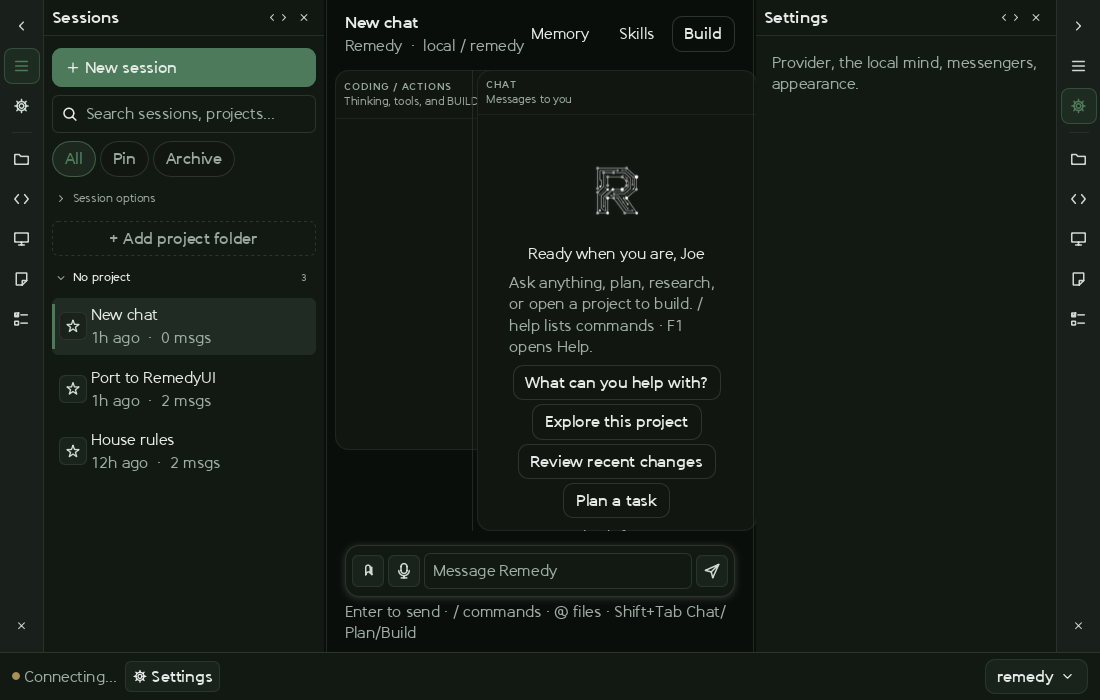 Sessions
+ New session
Search sessions, projects...
All
Pin
Archive
Session options
+ Add project folder
No project
3
New chat
1h ago · 0 msgs
Port to RemedyUI
1h ago · 2 msgs
House rules
12h ago · 2 msgs
New chat
Remedy · local / remedy
Memory
Skills
Build
CODING / ACTIONS
Thinking, tools, and BUILD
CHAT
Messages to you
Ready when you are, Joe
Ask anything, plan, research,
or open a project to build. /
help lists commands · F1
opens Help.
What can you help with?
Explore this project
Review recent changes
Plan a task
Message Remedy
Enter to send · / commands · @ files · Shift+Tab Chat/
Plan/Build
Settings
Provider, the local mind, messengers,
appearance.
Connecting...
Settings
remedy